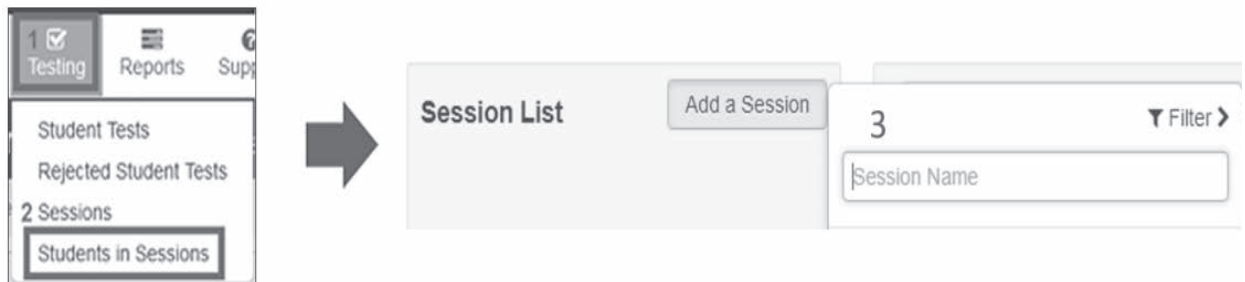 1
Testing Reports Supp
Student Tests
Rejected Student Tests
2 Sessions
Students in Sessions
Session List
Add a Session
3
Filter
Session Name